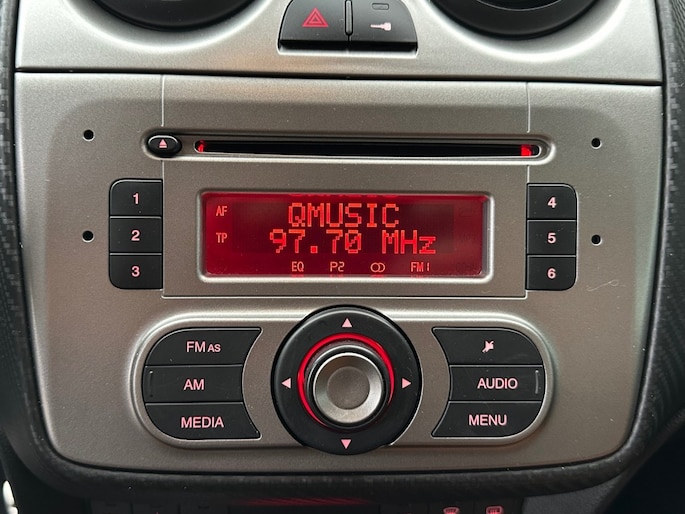 1
2
3
AF
QMUSIC
TP
97.70 MHz
EQ P2 FM1
4
5
6
FM AS
AM
MEDIA
AUDIO
MENU